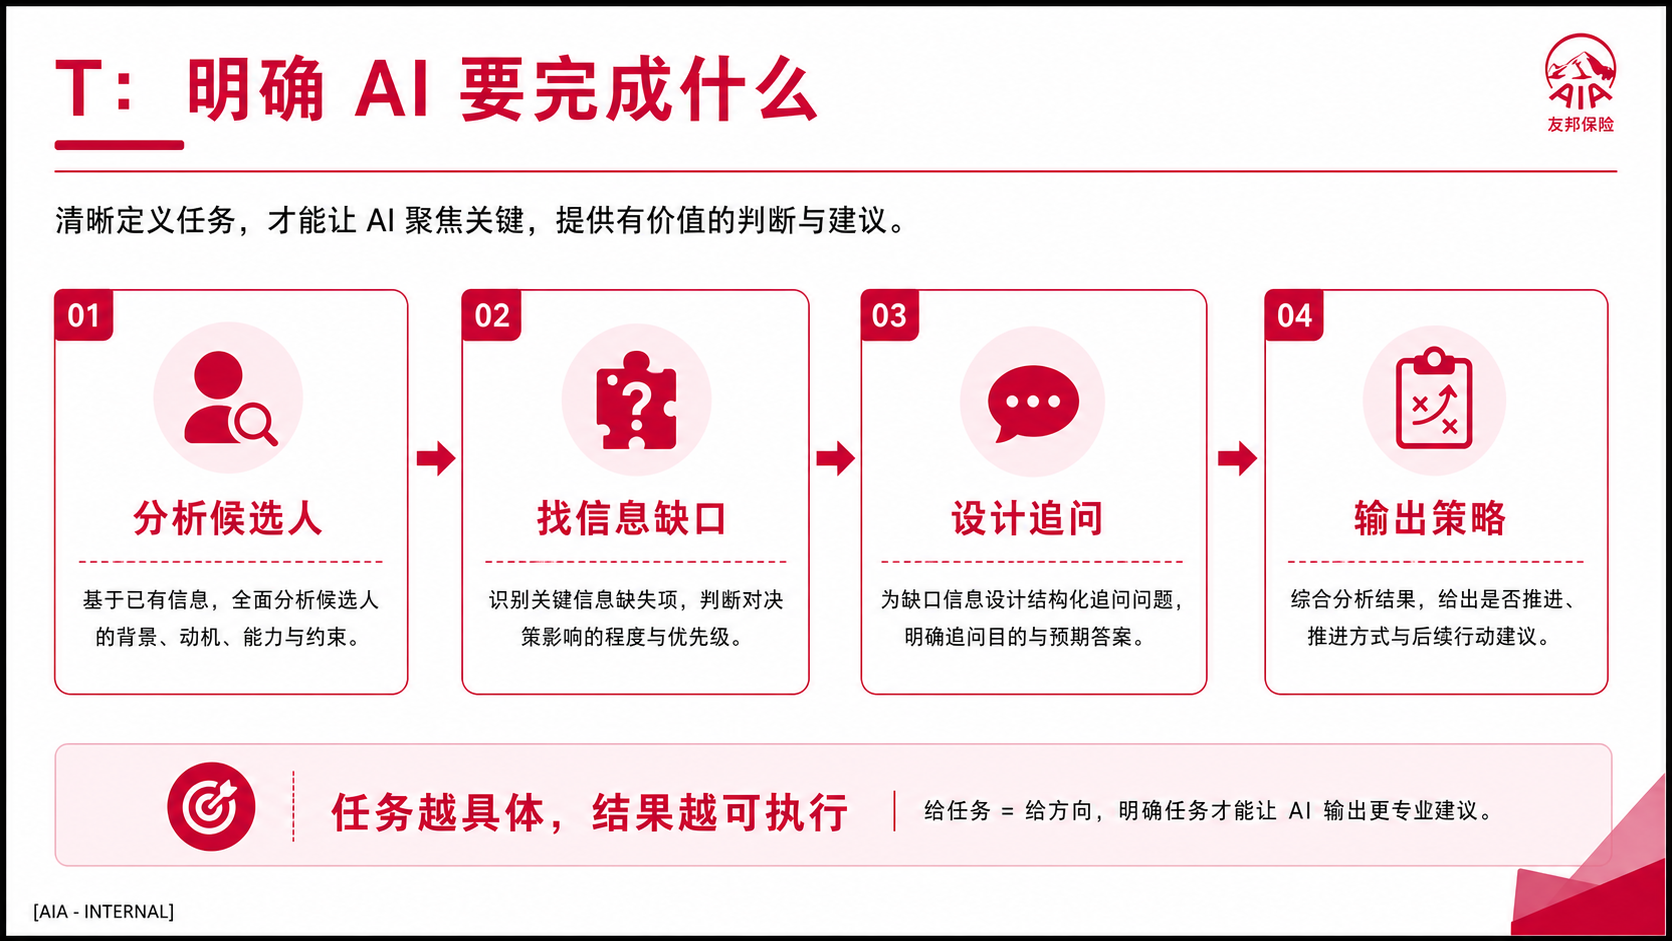 T：明确 AI 要完成什么
AIA
友邦保险
清晰定义任务，才能让 AI 聚焦关键，提供有价值的判断与建议。
01
分析候选人
基于已有信息，全面分析候选人
的背景、动机、能力与约束。
02
找信息缺口
识别关键信息缺失项，判断对决
策影响的程度与优先级。
03
设计追问
为缺口信息设计结构化追问问题，
明确追问目的与预期答案。
04
输出策略
综合分析结果，给出是否推进、
推进方式与后续行动建议。
任务越具体，结果越可执行
给任务 = 给方向，明确任务才能让 AI 输出更专业建议。
[AIA - INTERNAL]